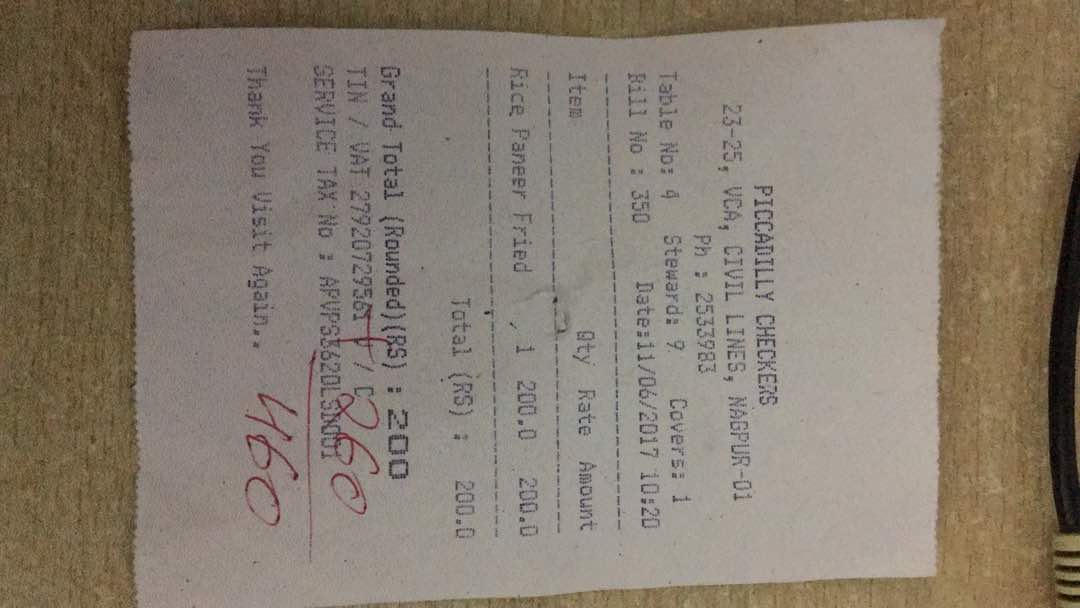 PICCADILLY CHECKERS
23-25, VCA, CIVIL LINES, NAGPUR-01
Ph : 2533983
Table No: 4 Steward: 9 Covers: 1
Bill No : 350 Date:11/06/2017 10:20
Item Qty Rate Amount
Rice Paneer Fried 1 200.0 200.0
Total (RS) : 200.0
Grand Total (Rounded)(RS) : 200
TIN / VAT / C
+ 260
SERVICE TAX No :
460
Thank You Visit Again..